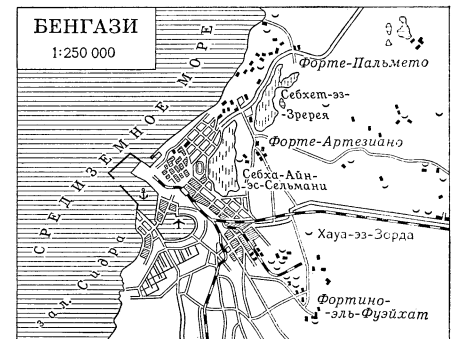 БЕНГАЗИ
1:250 000
СРЕДИЗЕМНОЕ МОРЕ
Форте-Пальмето
Себхет-эз-
Зререя
Форте-Артезиано
Себха-Айн-
эс-Сельмани
зал. Сидра
Хауа-эз-Зорда
Фортино-
-эль-Фуэйхат